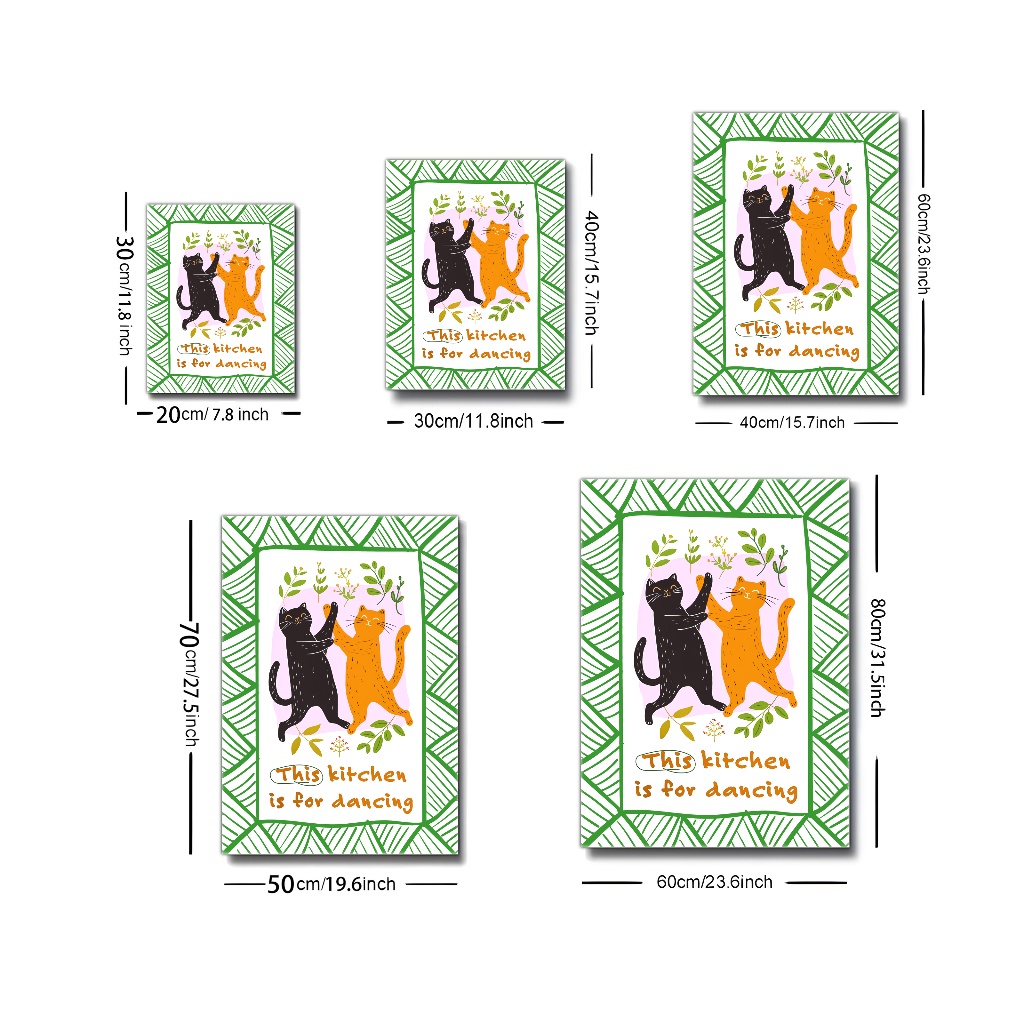 30cm/11.8 inch
This kitchen
is for dancing
20cm/ 7.8 inch
This kitchen
is for dancing
40cm/15.7inch
30cm/11.8inch
This kitchen
is for dancing
60cm/23.6inch
40cm/15.7inch
70cm/27.5inch
This kitchen
is for dancing
50cm/19.6inch
This kitchen
is for dancing
80cm/31.5inch
60cm/23.6inch